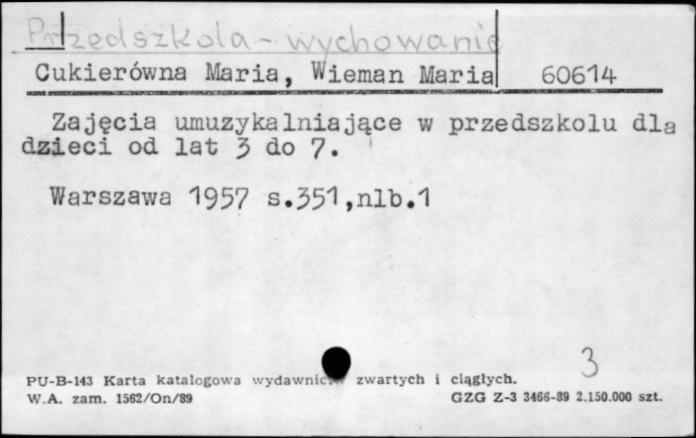 Przedszkola - wychowanie
Cukierówna Maria, Wieman Maria 60614
Zajęcia umuzykalniające w przedszkolu dla
dzieci od lat 3 do 7.
Warszawa 1957 s.351,nlb.1
3
PU-B-143 Karta katalogowa wydawnictw zwartych i ciągłych.
W.A. zam. 1562/On/89 GZG Z-3 3466-89 2.150.000 szt.